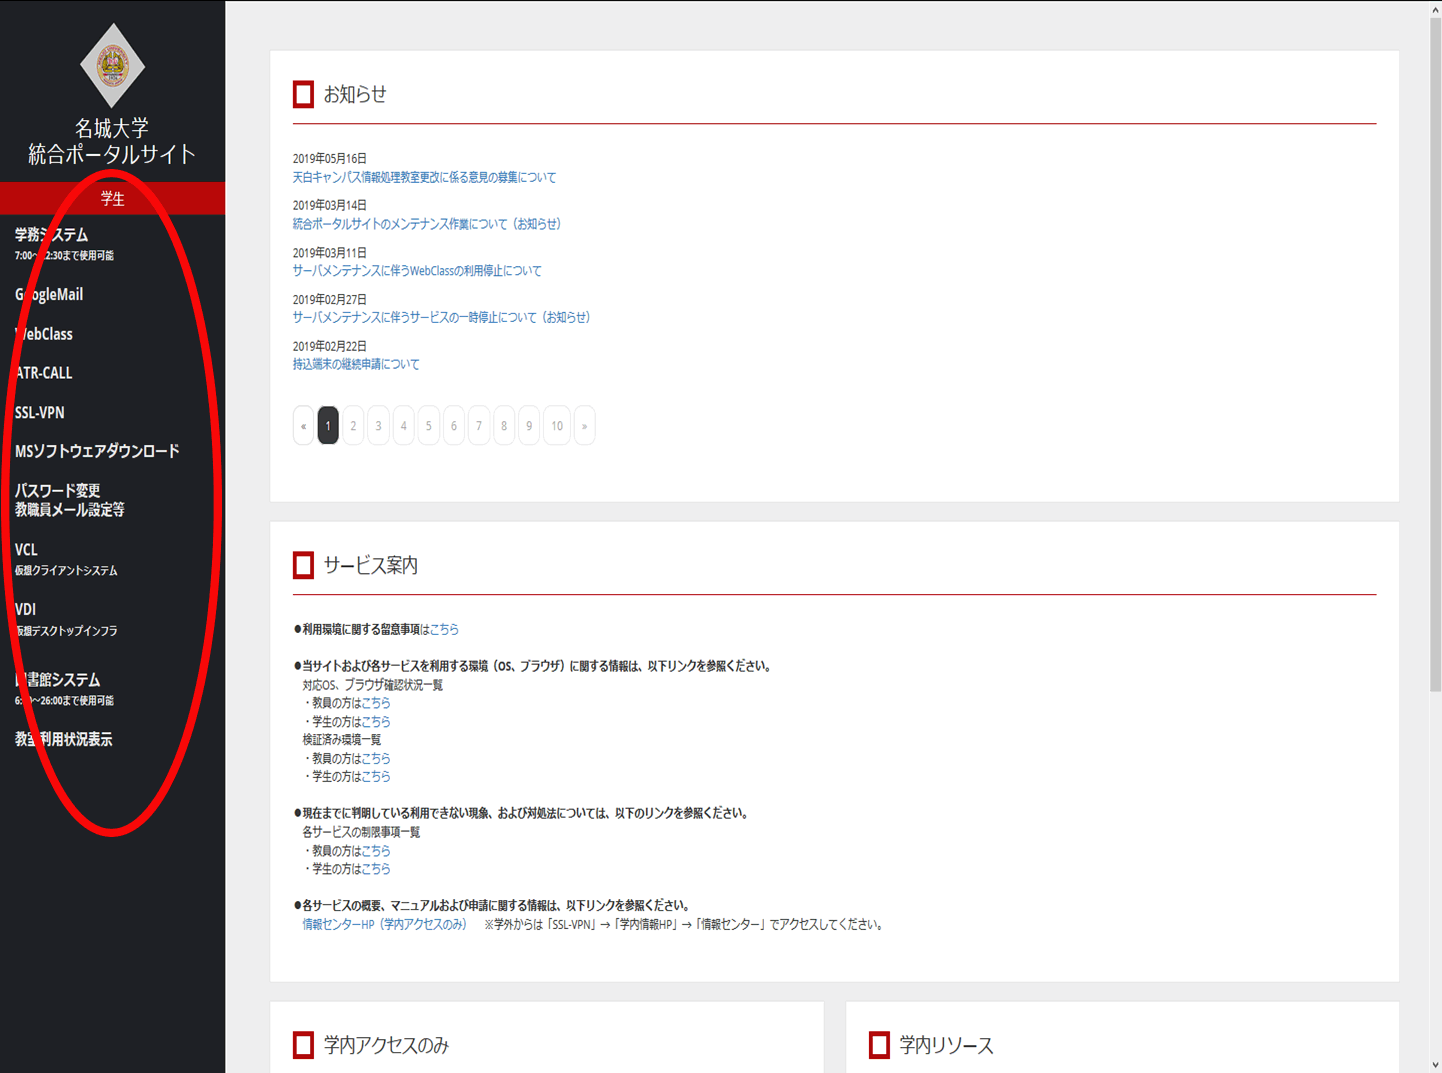 名城大学
統合ポータルサイト
学生
学務システム
7:00～22:30まで使用可能
GoogleMail
WebClass
ATR-CALL
SSL-VPN
MSソフトウェアダウンロード
パスワード変更
教職員メール設定等
VCL
仮想クライアントシステム
VDI
仮想デスクトップインフラ
図書館システム
～26:00まで使用可能
教室利用状況表示
お知らせ
2019年05月16日
天白キャンパス情報処理教室更改に係る意見の募集について
2019年03月14日
統合ポータルサイトのメンテナンス作業について（お知らせ）
2019年03月11日
サーバメンテナンスに伴うWebClassの利用停止について
2019年02月27日
サーバメンテナンスに伴うサービスの一時停止について（お知らせ）
2019年02月22日
持込端末の継続申請について
« 1 2 3 4 5 6 7 8 9 10 »
サービス案内
●利用環境に関する留意事項はこちら
●当サイトおよび各サービスを利用する環境（OS、ブラウザ）に関する情報は、以下リンクを参照ください。
対応OS、ブラウザ確認状況一覧
・教員の方はこちら
・学生の方はこちら
検証済み環境一覧
・教員の方はこちら
・学生の方はこちら
●現在までに判明している利用できない現象、および対処法については、以下のリンクを参照ください。
各サービスの制限事項一覧
・教員の方はこちら
・学生の方はこちら
●各サービスの概要、マニュアルおよび申請に関する情報は、以下リンクを参照ください。
情報センターHP（学内アクセスのみ） ※学外からは「SSL-VPN」→「学内情報HP」→「情報センター」でアクセスしてください。
学内アクセスのみ
学内リソース